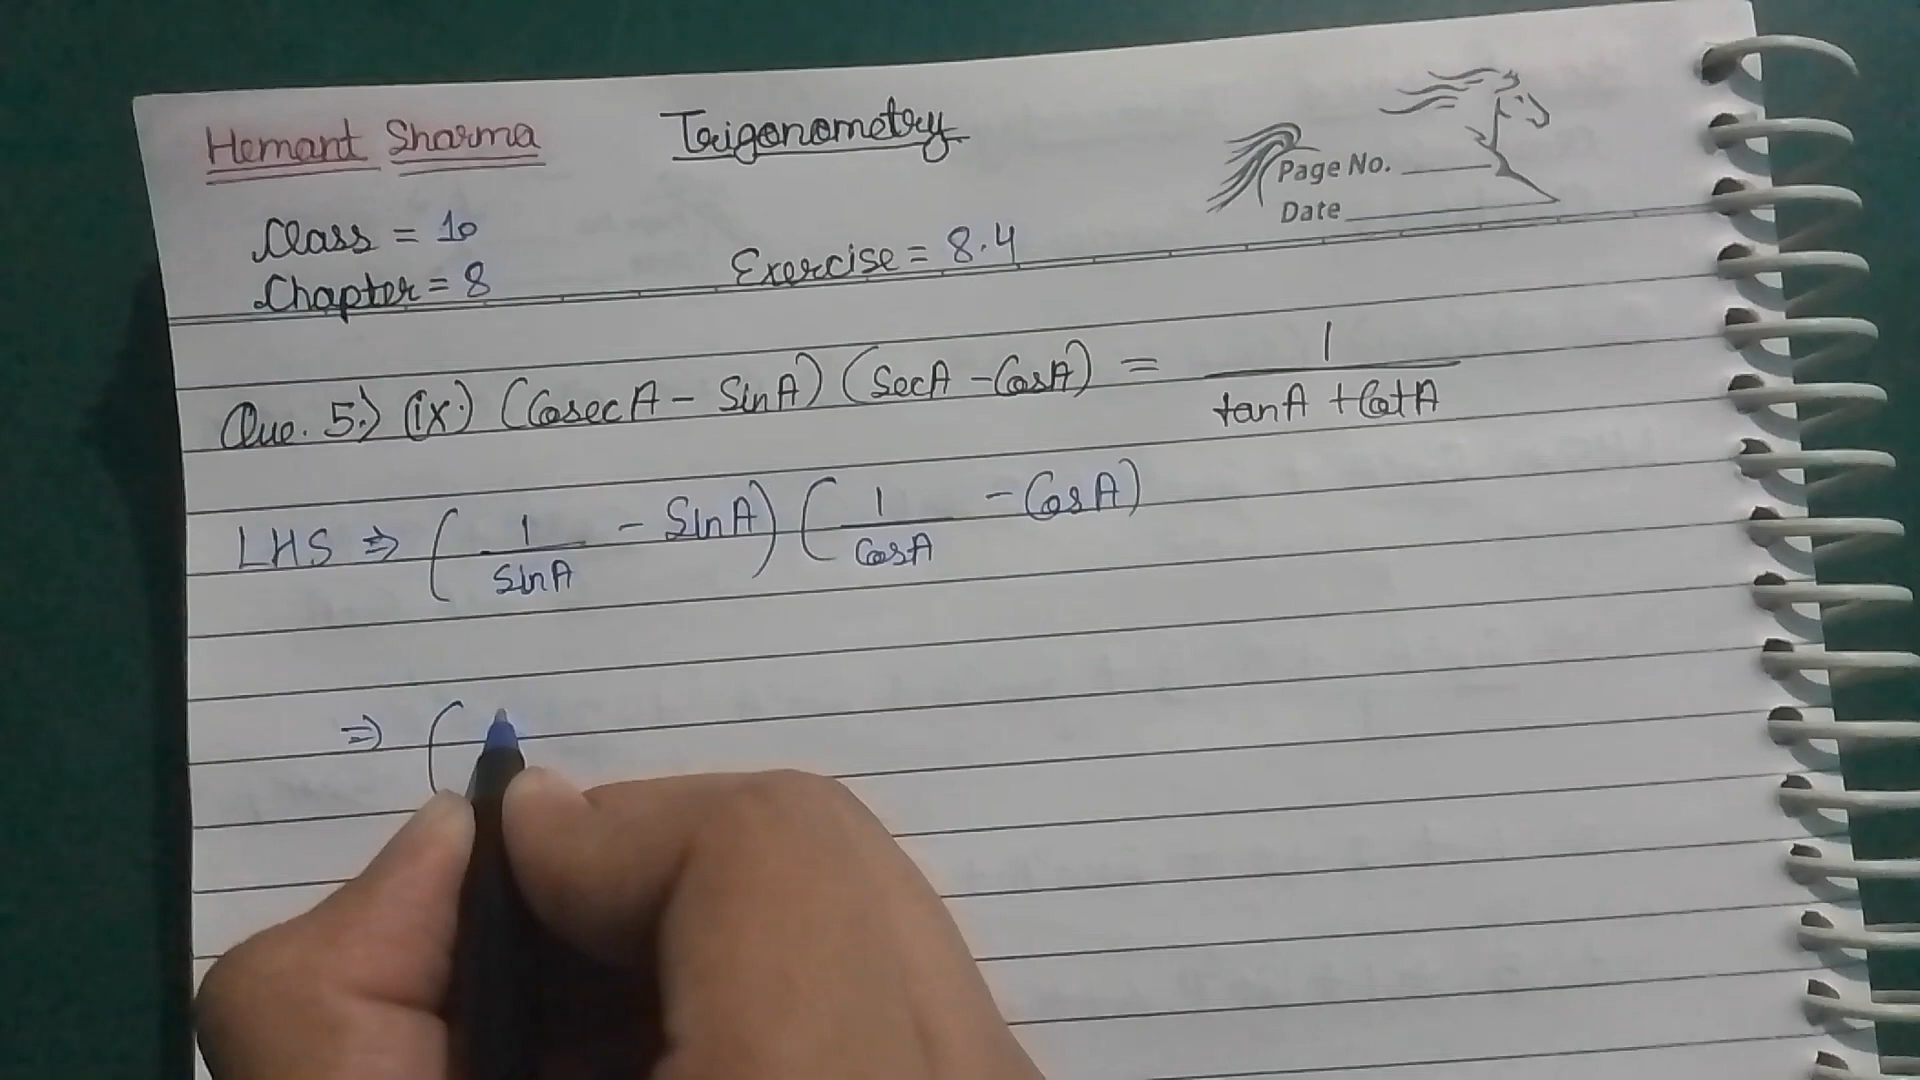 Hemant Sharma Trigonometry
Page No.
Date
Class = 10
Chapter = 8 Exercise = 8.4
Que. 5.) (ix.) (CosecA - SinA) (SecA - CosA) = 1/(tanA + CotA)
LHS ⇒ (1/SinA - SinA) (1/CosA - CosA)
⇒ (